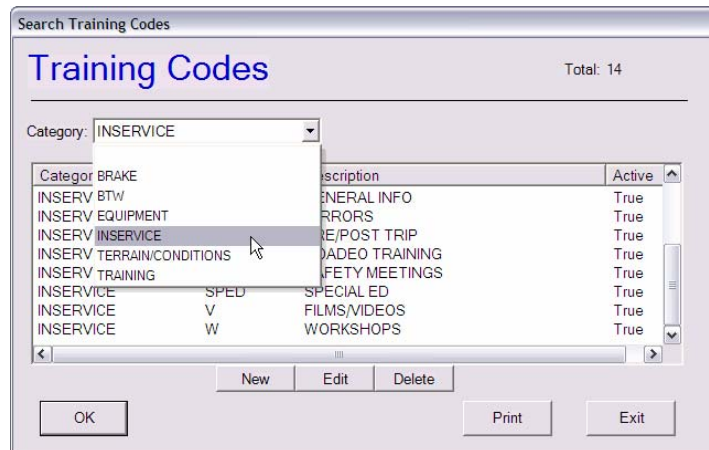 Search Training Codes
Training Codes
Total: 14
Category: INSERVICE
Categor scription Active
BRAKE
BTW
EQUIPMENT
INSERVICE
TERRAIN/CONDITIONS
TRAINING
INSERV ENERAL INFO True
INSERV RRORS True
INSERV RE/POST TRIP True
INSERV OADEO TRAINING True
INSERV AFETY MEETINGS True
INSERVICE SPED SPECIAL ED True
INSERVICE V FILMS/VIDEOS True
INSERVICE W WORKSHOPS True
New Edit Delete
OK Print Exit